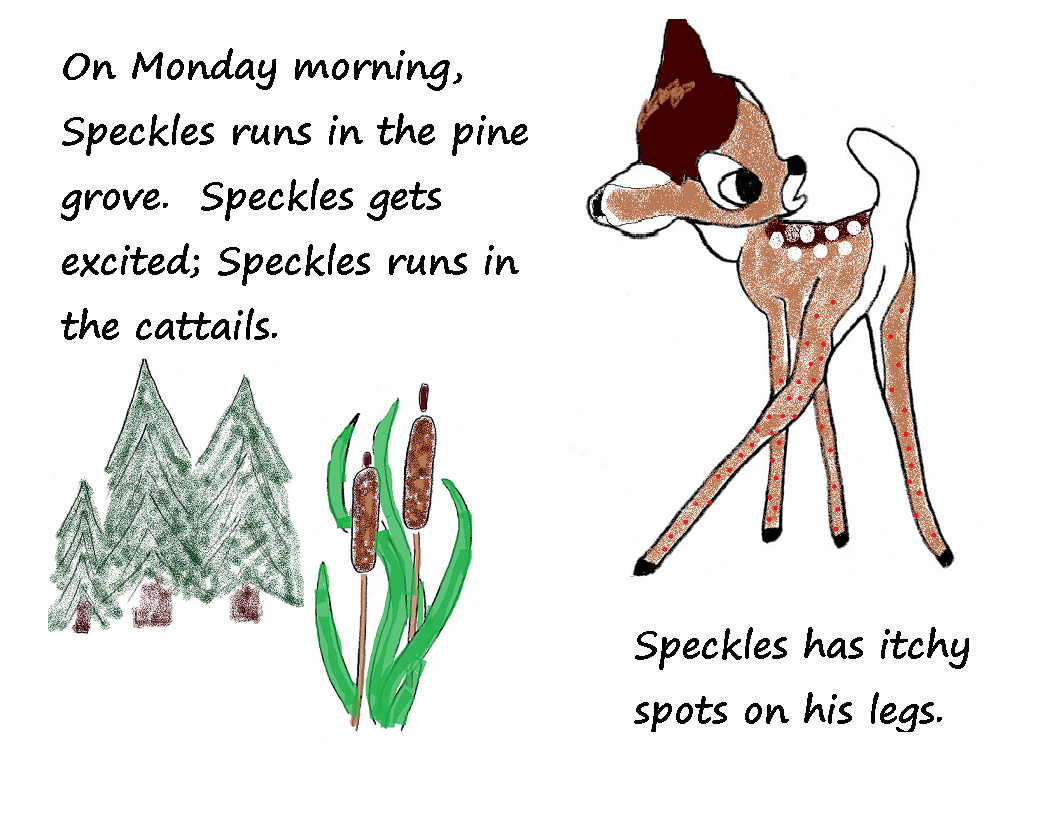 On Monday morning,
Speckles runs in the pine
grove.  Speckles gets
excited; Speckles runs in
the cattails.
Speckles has itchy
spots on his legs.